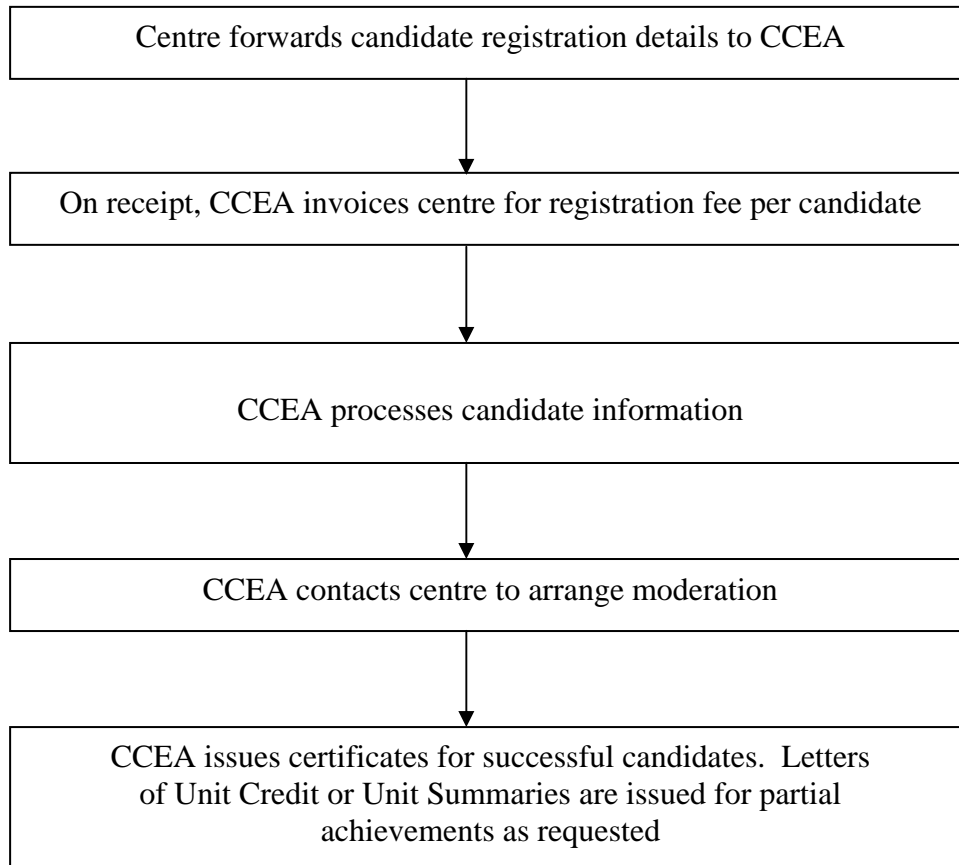 Centre forwards candidate registration details to CCEA
On receipt, CCEA invoices centre for registration fee per candidate
CCEA processes candidate information
CCEA contacts centre to arrange moderation
CCEA issues certificates for successful candidates.  Letters
of Unit Credit or Unit Summaries are issued for partial
achievements as requested